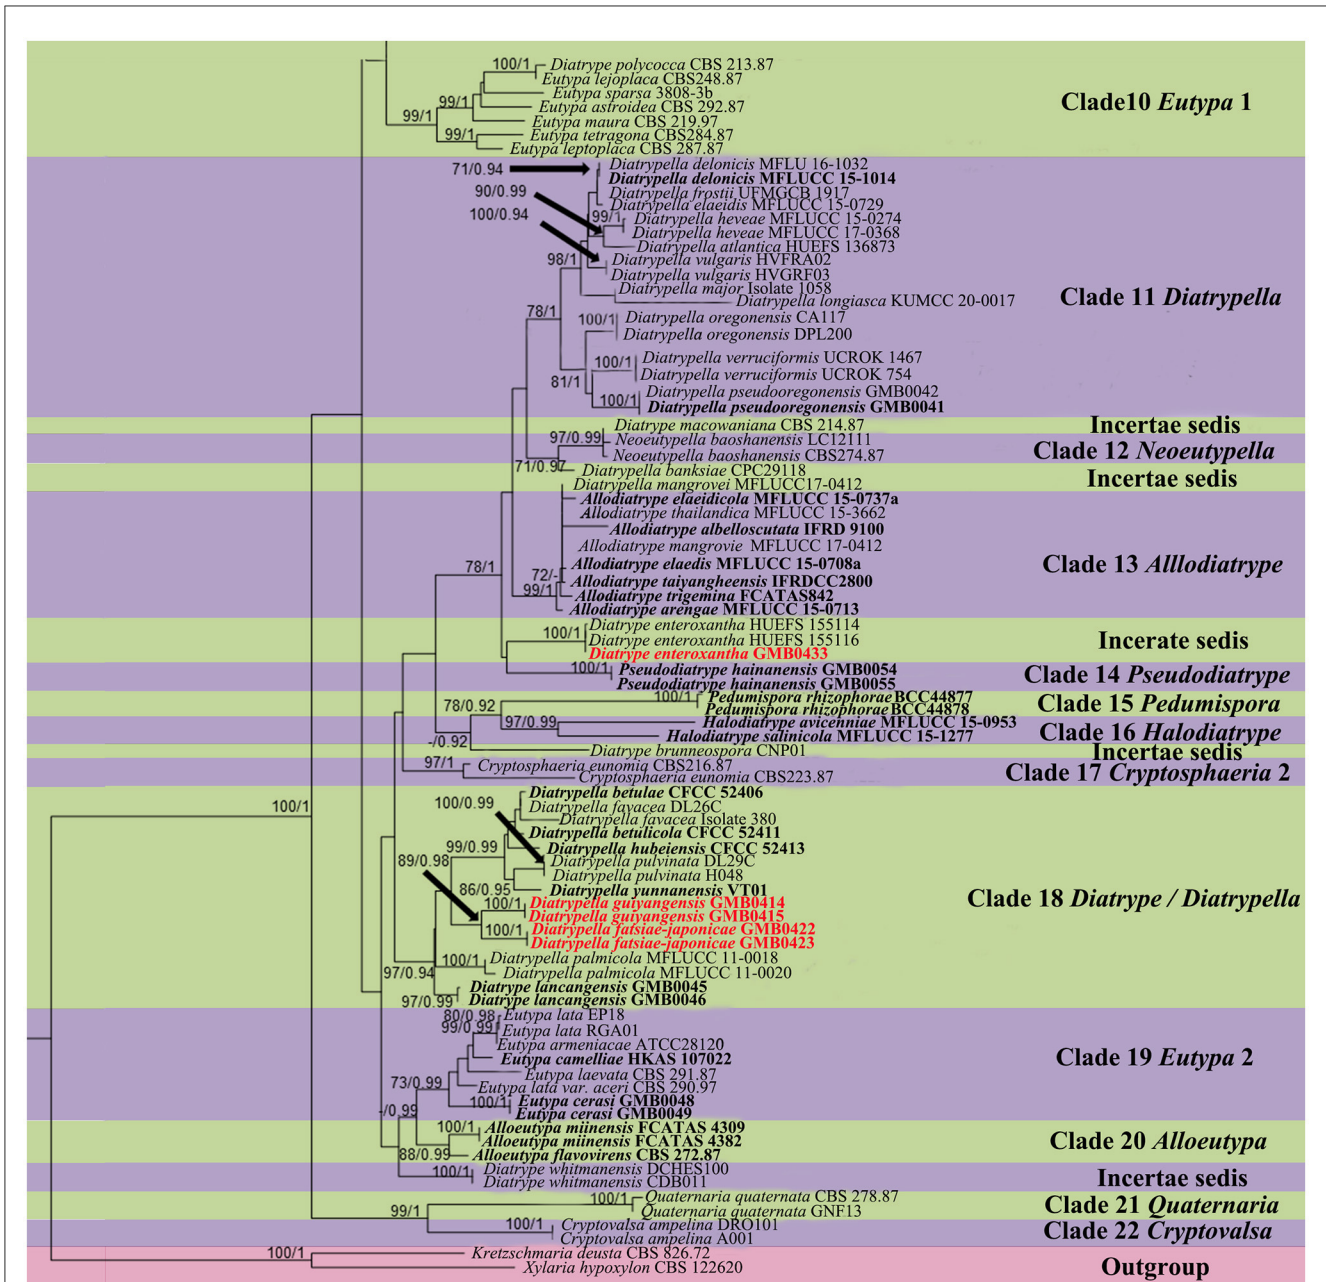 100/1 Diatrype polycocca CBS 213.87
Eutypa lejoplaca CBS248.87
Eutypa sparsa 3808-3b
99/1 Eutypa astroidea CBS 292.87
Clade10 Eutypa 1
99/1 Eutypa maura CBS 219.97
99/1 Eutypa tetragona CBS284.87
Eutypa leptoplaca CBS 287.87
71/0.94 Diatrypella delonicis MFLU 16-1032
Diatrypella delonicis MFLUCC 15-1014
90/0.99 Diatrypella frostii UFMGCB 1917
Diatrypella elaeidis MFLUCC 15-0729
100/0.94 99/1 Diatrypella heveae MFLUCC 15-0274
Diatrypella heveae MFLUCC 17-0368
Diatrypella atlantica HUEFS 136873
98/1 Diatrypella vulgaris HVFRA02
Diatrypella vulgaris HVGRF03
Diatrypella major Isolate 1058
Clade 11 Diatrypella
Diatrypella longiasca KUMCC 20-0017
78/1 100/1 Diatrypella oregonensis CA117
Diatrypella oregonensis DPL200
100/1 Diatrypella verruciformis UCROK 1467
Diatrypella verruciformis UCROK 754
81/1 Diatrypella pseudooregonensis GMB0042
100/1 Diatrypella pseudooregonensis GMB0041
Diatrype macowaniana CBS 214.87
Incertae sedis
97/0.99 Neoeutypella baoshanensis LC12111
Neoeutypella baoshanensis CBS274.87
Clade 12 Neoeutypella
71/0.97 Diatrypella banksiae CPC29118
Incertae sedis
Diatrypella mangrovei MFLUCC17-0412
Allodiatrype elaeidicola MFLUCC 15-0737a
Allodiatrype thailandica MFLUCC 15-3662
Allodiatrype albelloscutata IFRD 9100
Allodiatrype mangrovie MFLUCC 17-0412
78/1 Allodiatrype elaedis MFLUCC 15-0708a
Clade 13 Alllodiatrype
72/- Allodiatrype taiyangheensis IFRDCC2800
99/1 Allodiatrype trigemina FCATAS842
Allodiatrype arengae MFLUCC 15-0713
Diatrype enteroxantha HUEFS 155114
100/1 Diatrype enteroxantha HUEFS 155116
Incerate sedis
Diatrype enteroxantha GMB0433
100/1 Pseudodiatrype hainanensis GMB0054
Clade 14 Pseudodiatrype
Pseudodiatrype hainanensis GMB0055
100/1 Pedumispora rhizophorae BCC44877
78/0.92 Pedumispora rhizophorae BCC44878
Clade 15 Pedumispora
97/0.99 Halodiatrype avicenniae MFLUCC 15-0953
Halodiatrype salinicola MFLUCC 15-1277
Clade 16 Halodiatrype
-/0.92 Diatrype brunneospora CNP01
Incertae sedis
97/1 Cryptosphaeria eunomia CBS216.87
Cryptosphaeria eunomia CBS223.87
Clade 17 Cryptosphaeria 2
Diatrypella betulae CFCC 52406
100/0.99 Diatrypella favacea DL26C
100/1 Diatrypella favacea Isolate 380
Diatrypella betulicola CFCC 52411
99/0.99 Diatrypella hubeiensis CFCC 52413
89/0.98 Diatrypella pulvinata DL29C
Diatrypella pulvinata H048
86/0.95 Diatrypella yunnanensis VT01
Clade 18 Diatrype / Diatrypella
100/1 Diatrypella guiyangensis GMB0414
Diatrypella guiyangensis GMB0415
100/1 Diatrypella fatsiae-japonicae GMB0422
Diatrypella fatsiae-japonicae GMB0423
100/1 Diatrypella palmicola MFLUCC 11-0018
97/0.94 Diatrypella palmicola MFLUCC 11-0020
Diatrype lancangensis GMB0045
97/0.99 Diatrype lancangensis GMB0046
80/0.98 Eutypa lata EP18
99/0.99 Eutypa lata RGA01
Eutypa armeniacae ATCC28120
Eutypa camelliae HKAS 107022
Clade 19 Eutypa 2
Eutypa laevata CBS 291.87
73/0.99 Eutypa lata var. aceri CBS 290.97
100/1 Eutypa cerasi GMB0048
-/0.99 Eutypa cerasi GMB0049
100/1 Alloeutypa miinensis FCATAS 4309
Alloeutypa miinensis FCATAS 4382
Clade 20 Alloeutypa
88/0.99 Alloeutypa flavovirens CBS 272.87
100/1 Diatrype whitmanensis DCHES100
Diatrype whitmanensis CDB011
Incertae sedis
100/1 Quaternaria quaternata CBS 278.87
Quaternaria quaternata GNF13
Clade 21 Quaternaria
99/1 100/1 Cryptovalsa ampelina DRO101
Cryptovalsa ampelina A001
Clade 22 Cryptovalsa
100/1 Kretzschmaria deusta CBS 826.72
Xylaria hypoxylon CBS 122620
Outgroup